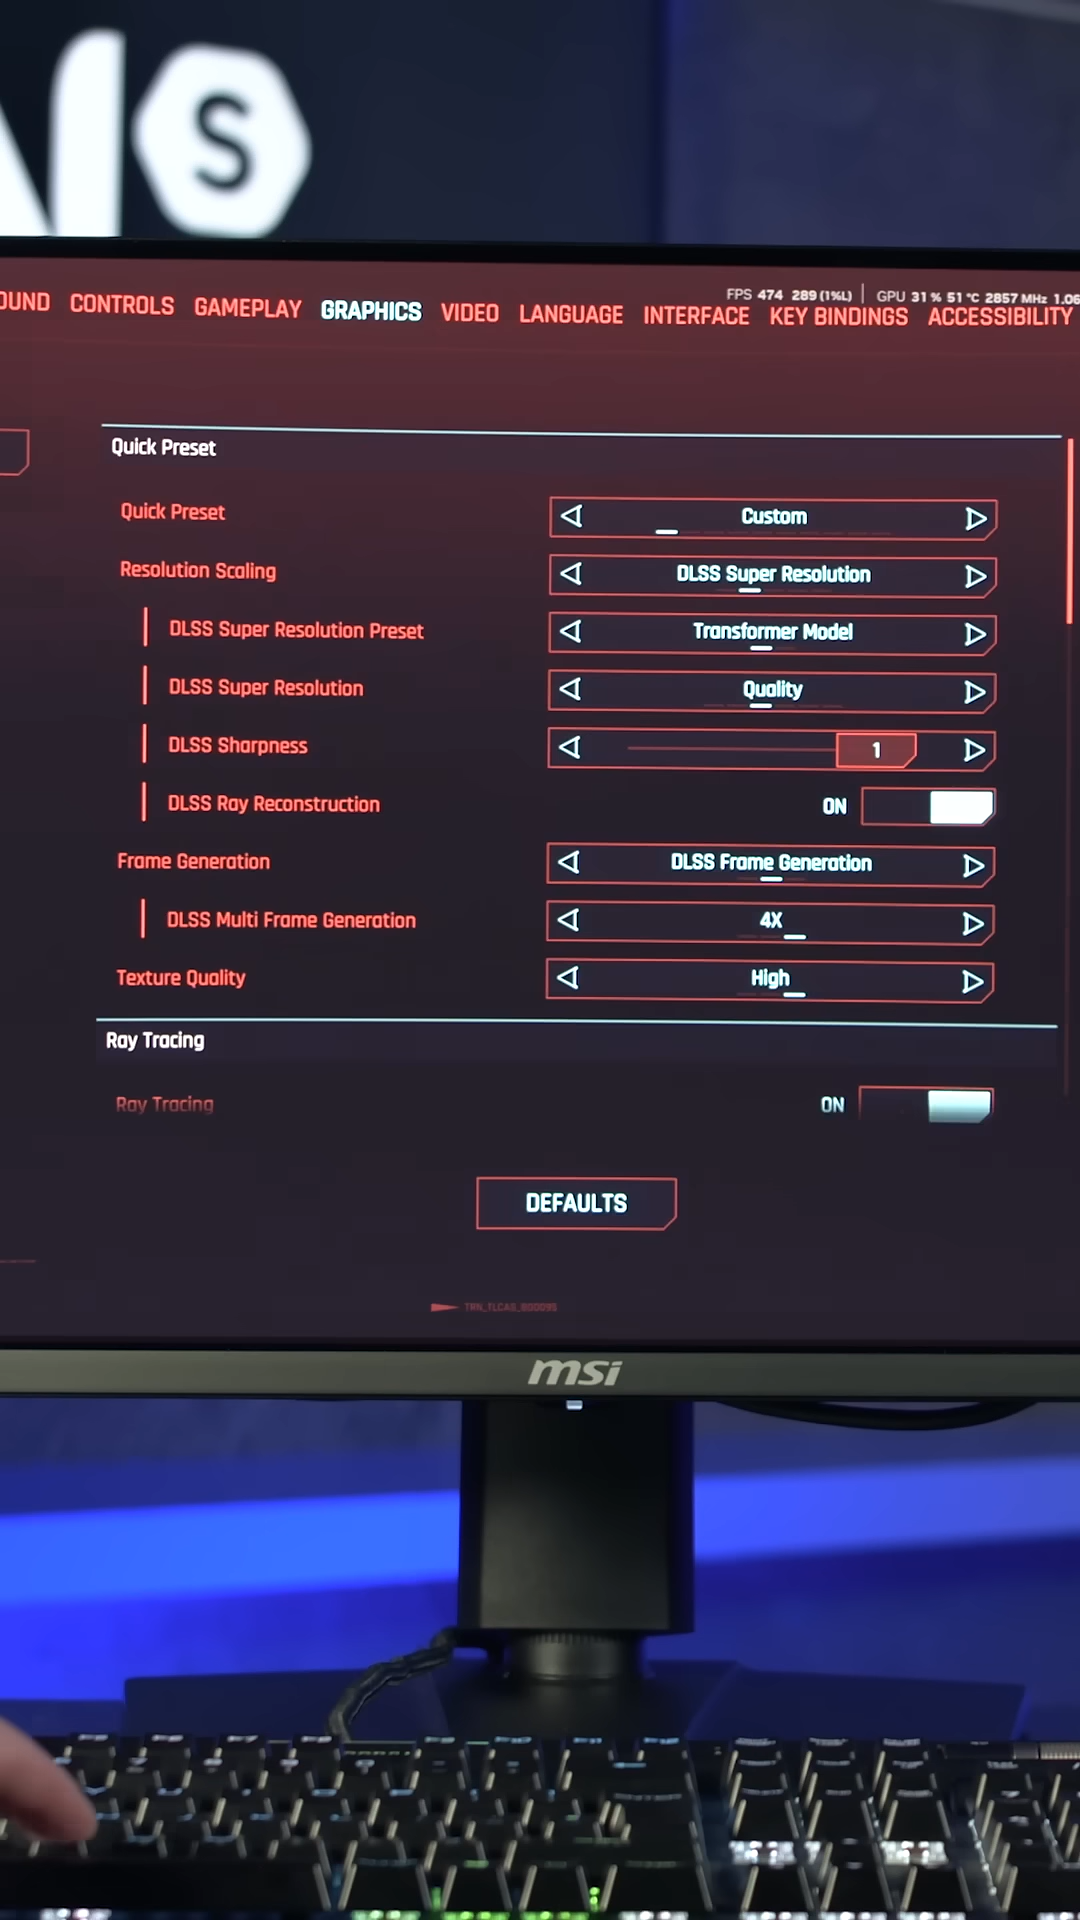 S
FPS 474 289 (1%L) | GPU 31 % 51 °C 2857 MHz 1.06
OUND CONTROLS GAMEPLAY GRAPHICS VIDEO LANGUAGE INTERFACE KEY BINDINGS ACCESSIBILITY
Quick Preset
Quick Preset Custom
Resolution Scaling DLSS Super Resolution
DLSS Super Resolution Preset Transformer Model
DLSS Super Resolution Quality
DLSS Sharpness 1
DLSS Ray Reconstruction ON
Frame Generation DLSS Frame Generation
DLSS Multi Frame Generation 4X
Texture Quality High
Ray Tracing
Ray Tracing ON
DEFAULTS
msi